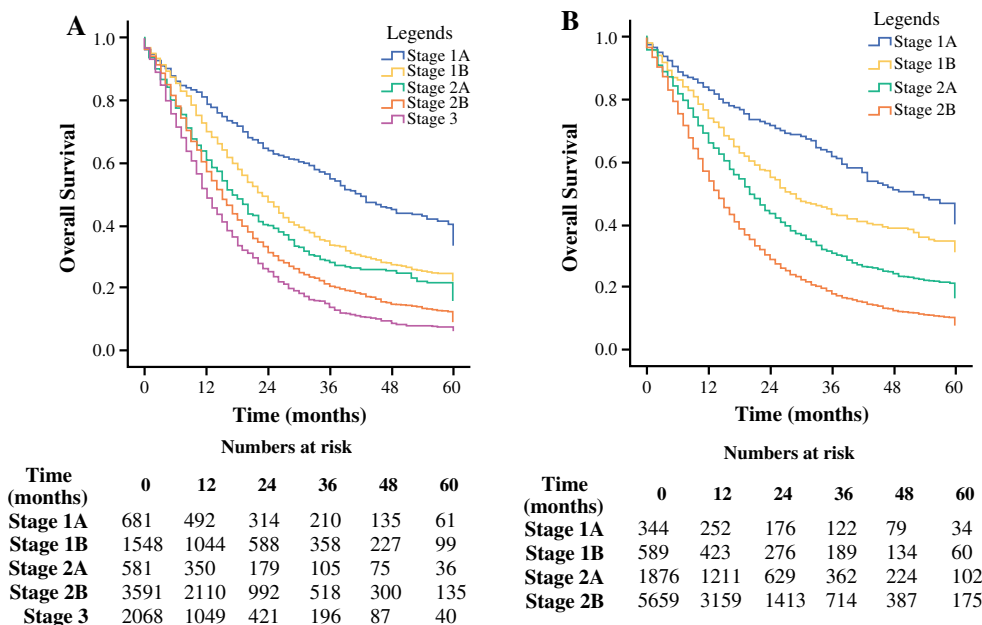 A
Legends
Stage 1A
Stage 1B
Stage 2A
Stage 2B
Stage 3
Overall Survival
1.0
0.8
0.6
0.4
0.2
0.0
0 12 24 36 48 60
Time (months)
Numbers at risk
Time (months) 0 12 24 36 48 60
Stage 1A 681 492 314 210 135 61
Stage 1B 1548 1044 588 358 227 99
Stage 2A 581 350 179 105 75 36
Stage 2B 3591 2110 992 518 300 135
Stage 3 2068 1049 421 196 87 40
B
Legends
Stage 1A
Stage 1B
Stage 2A
Stage 2B
Overall Survival
1.0
0.8
0.6
0.4
0.2
0.0
0 12 24 36 48 60
Time (months)
Numbers at risk
Time (months) 0 12 24 36 48 60
Stage 1A 344 252 176 122 79 34
Stage 1B 589 423 276 189 134 60
Stage 2A 1876 1211 629 362 224 102
Stage 2B 5659 3159 1413 714 387 175